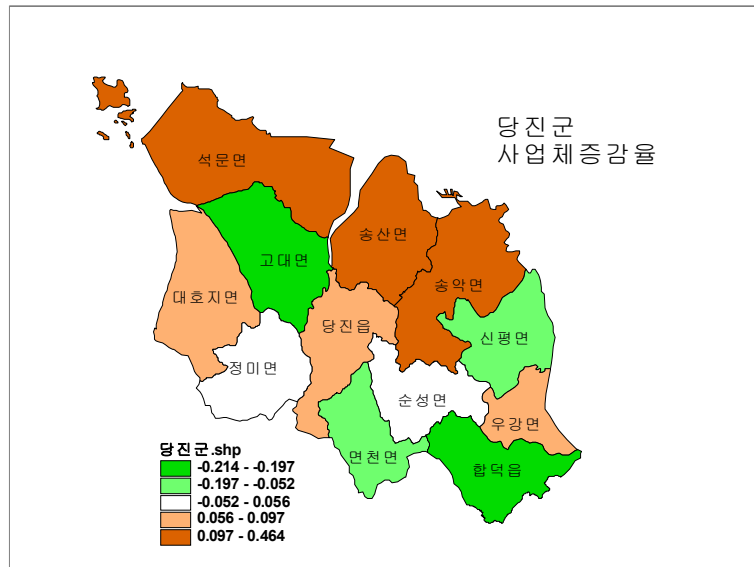 당진군
사업체증감율
석문면
송산면
고대면
송악면
대호지면
당진읍
신평면
정미면
순성면
우강면
면천면
합덕읍
당진군.shp
-0.214 - -0.197
-0.197 - -0.052
-0.052 - 0.056
0.056 - 0.097
0.097 - 0.464